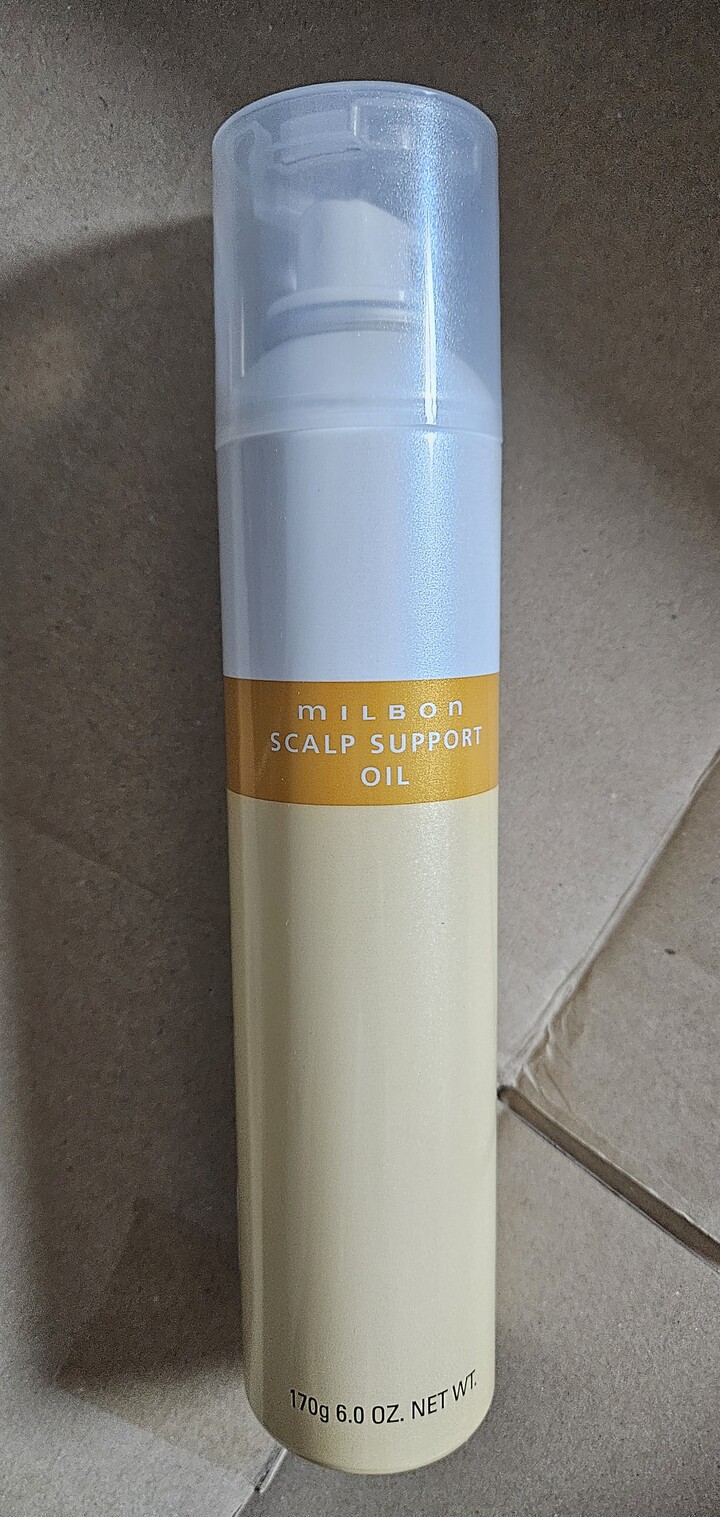 mILBon
SCALP SUPPORT
OIL
170g 6.0 OZ. NET WT.